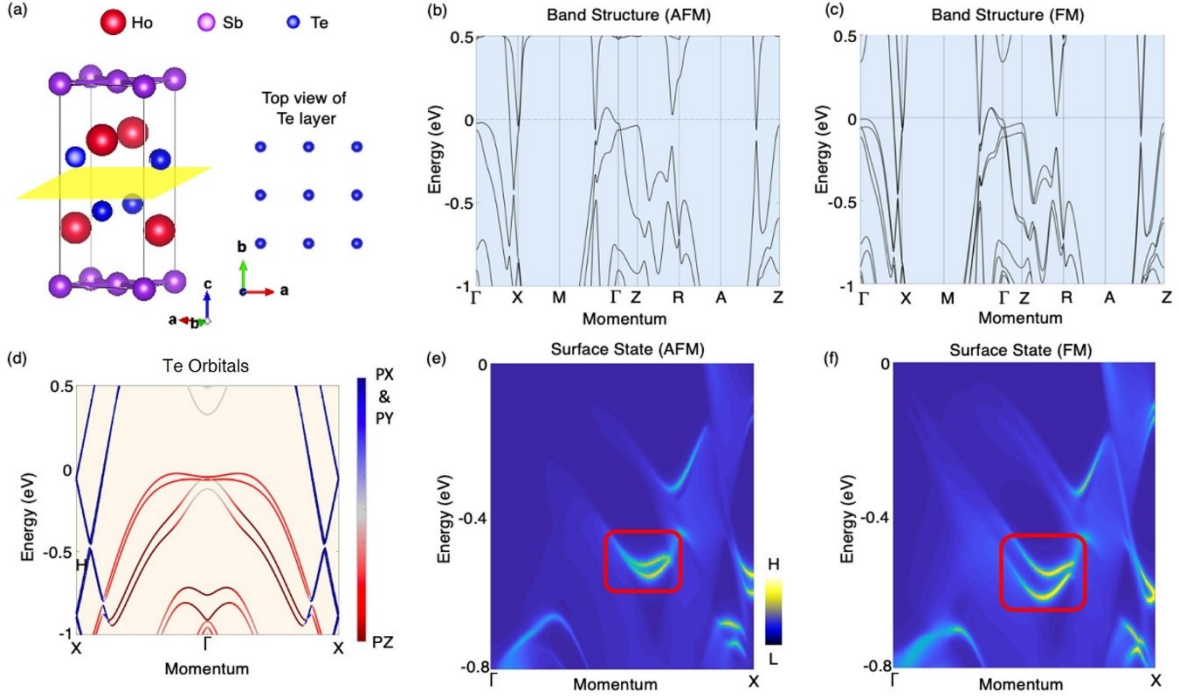 (a)
Ho Sb Te
Top view of
Te layer
b
a
c
a b
(b) Band Structure (AFM)
Energy (eV)
0.5
0
-0.5
-1
Γ X M Γ Z R A Z
Momentum
(c) Band Structure (FM)
Energy (eV)
0.5
0
-0.5
-1
Γ X M Γ Z R A Z
Momentum
(d) Te Orbitals
Energy (eV)
0.5
0
-0.5
H
-1
X Γ X
Momentum
PX
&
PY
PZ
(e) Surface State (AFM)
Energy (eV)
0
-0.4
-0.8
Γ X
Momentum
H
L
(f) Surface State (FM)
Energy (eV)
0
-0.4
-0.8
Γ X
Momentum